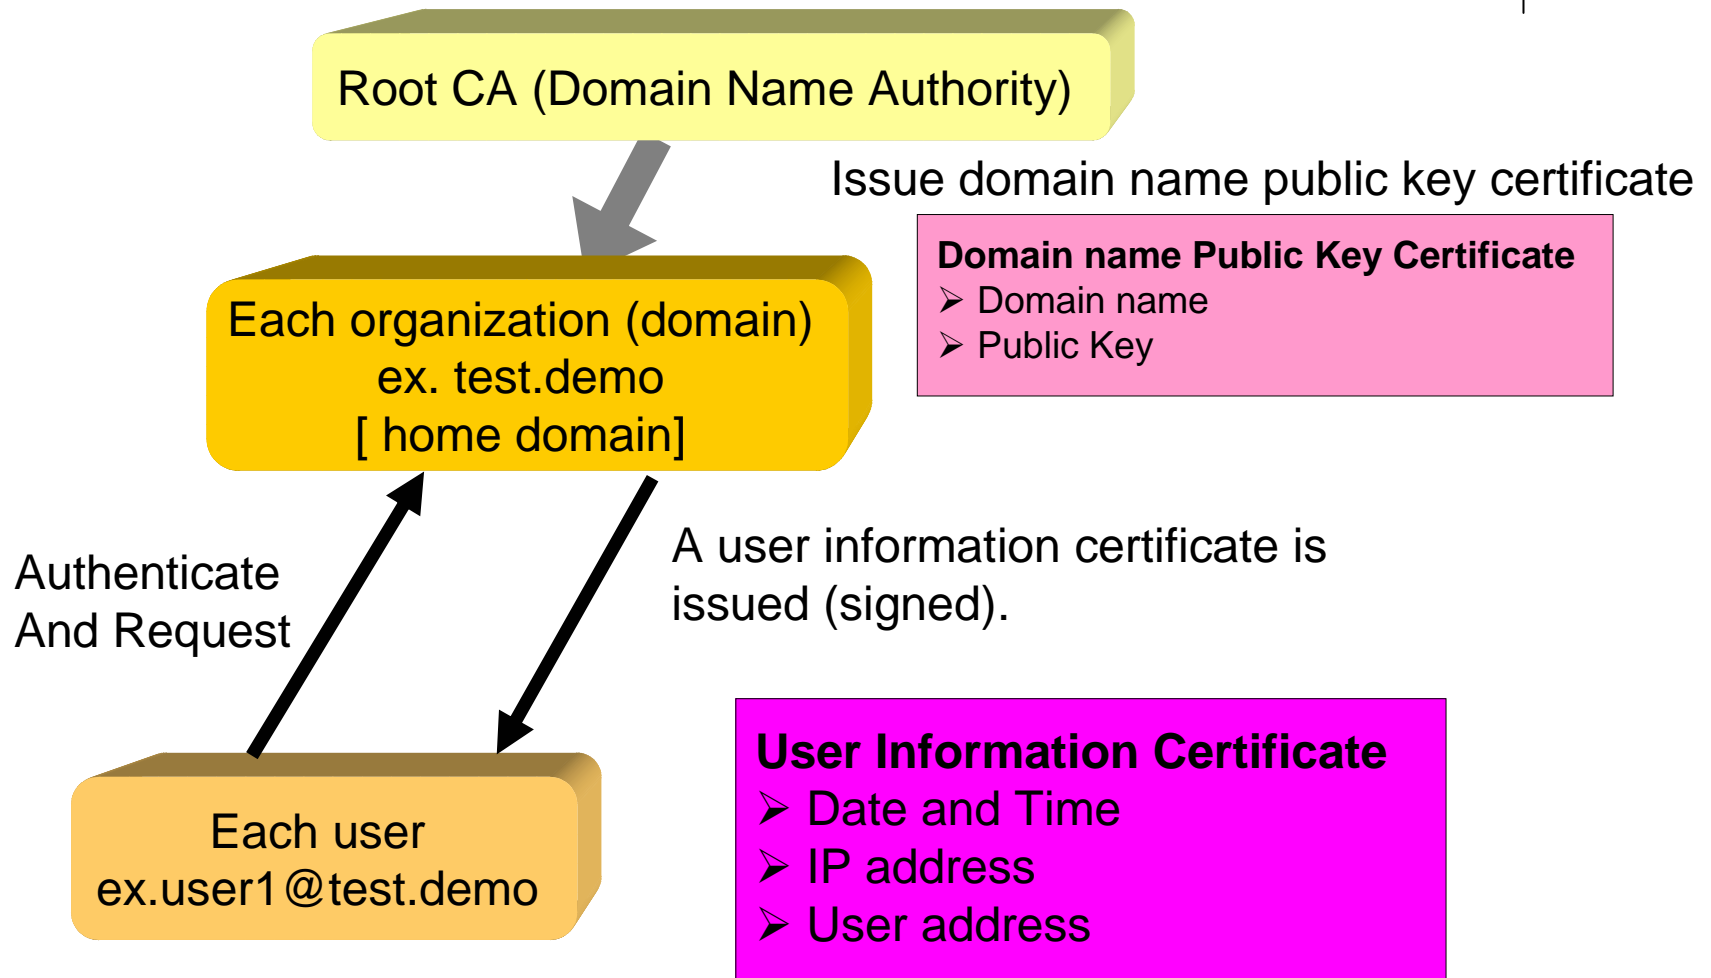 Root CA (Domain Name Authority)
Issue domain name public key certificate
Domain name Public Key Certificate
➢ Domain name
➢ Public Key
Each organization (domain)
ex. test.demo
[ home domain]
Authenticate
And Request
A user information certificate is
issued (signed).
Each user
ex.user1@test.demo
User Information Certificate
➢ Date and Time
➢ IP address
➢ User address